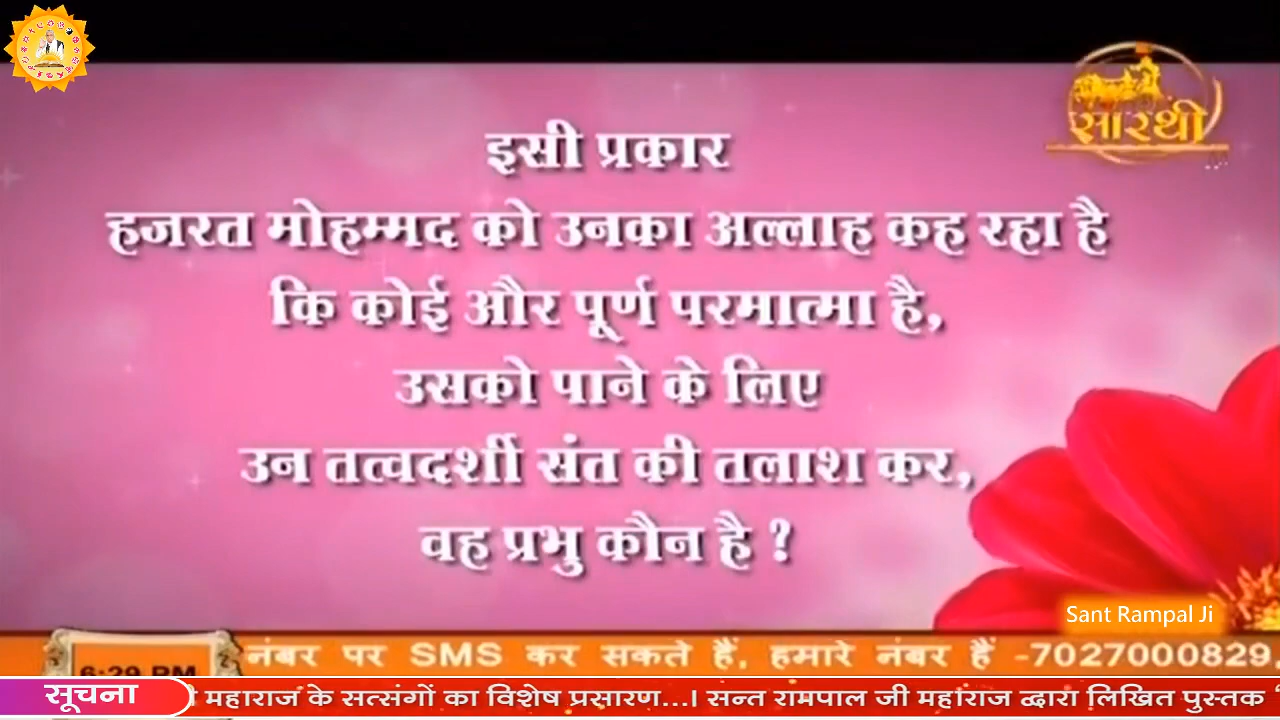 सारथी
इसी प्रकार
हजरत मोहम्मद को उनका अल्लाह कह रहा है
कि कोई और पूर्ण परमात्मा है,
उसको पाने के लिए
उन तत्वदर्शी संत की तलाश कर,
वह प्रभु कौन है ?
Sant Rampal Ji
6:29 PM
नंबर पर SMS कर सकते हैं, हमारे नंबर हैं -7027000829,
सूचना
महाराज के सत्संगों का विशेष प्रसारण...। सन्त रामपाल जी महाराज द्वारा लिखित पुस्तक